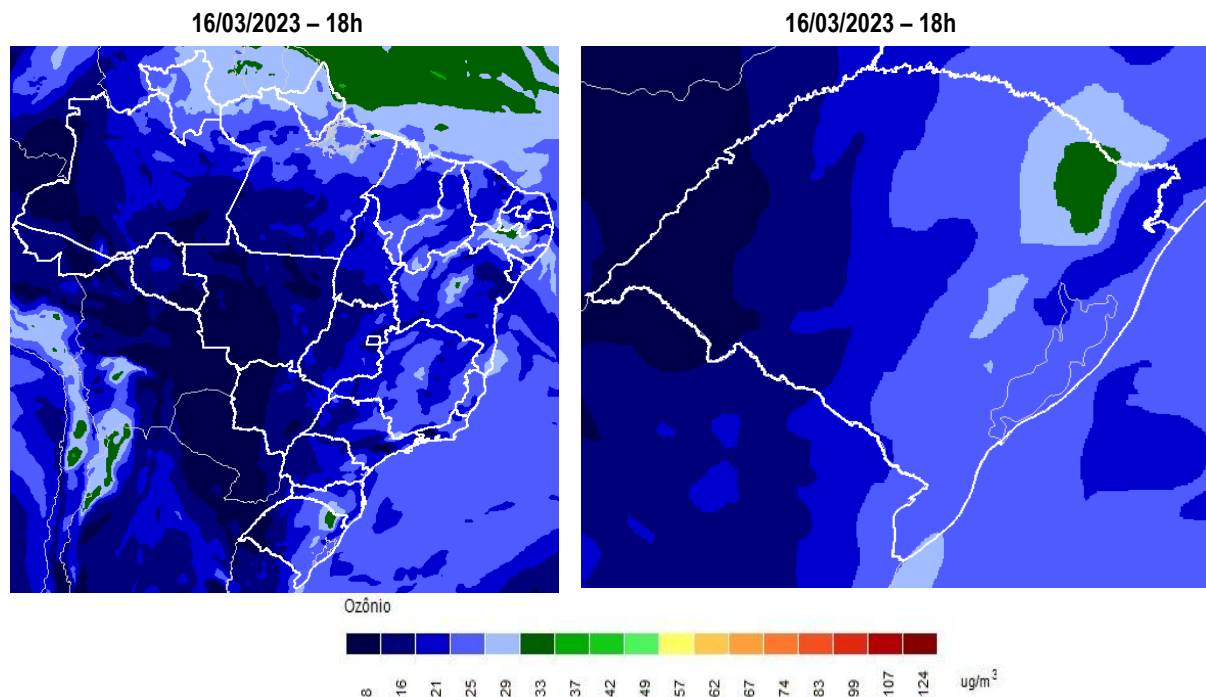 16/03/2023 – 18h
16/03/2023 – 18h
Ozônio
8 16 21 25 29 33 37 42 49 57 62 67 74 83 99 107 124 ug/m³